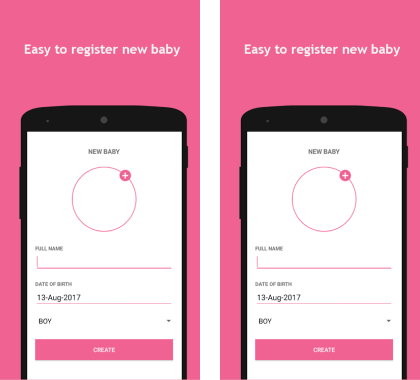 Easy to register new baby
NEW BABY
FULL NAME
DATE OF BIRTH
13-Aug-2017
BOY
CREATE
Easy to register new baby
NEW BABY
FULL NAME
DATE OF BIRTH
13-Aug-2017
BOY
CREATE